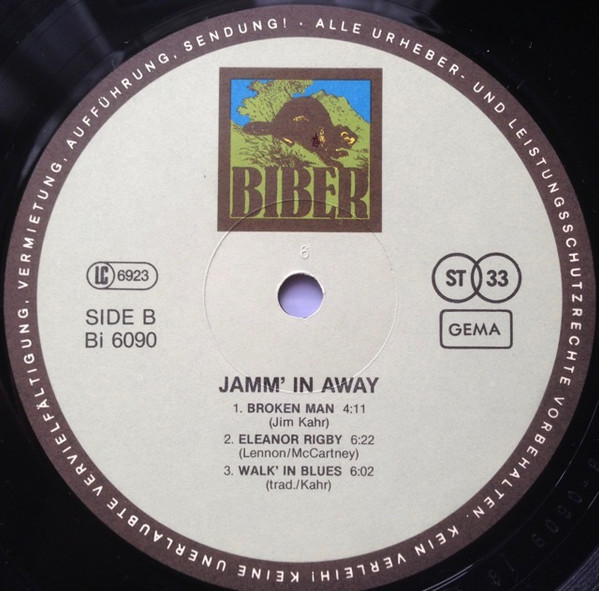 ALLE URHEBER- UND LEISTUNGSSCHUTZRECHTE VORBEHALTEN. KEIN VERLEIH! KEINE UNERLAUBTE VERVIELFÄLTIGUNG, VERMIETUNG, AUFFÜHRUNG, SENDUNG! ·
BIBER
6
LC 6923
ST 33
SIDE B
Bi 6090
GEMA
JAMM' IN AWAY
1. BROKEN MAN 4:11
(Jim Kahr)
2. ELEANOR RIGBY 6:22
(Lennon/McCartney)
3. WALK' IN BLUES 6:02
(trad./Kahr)